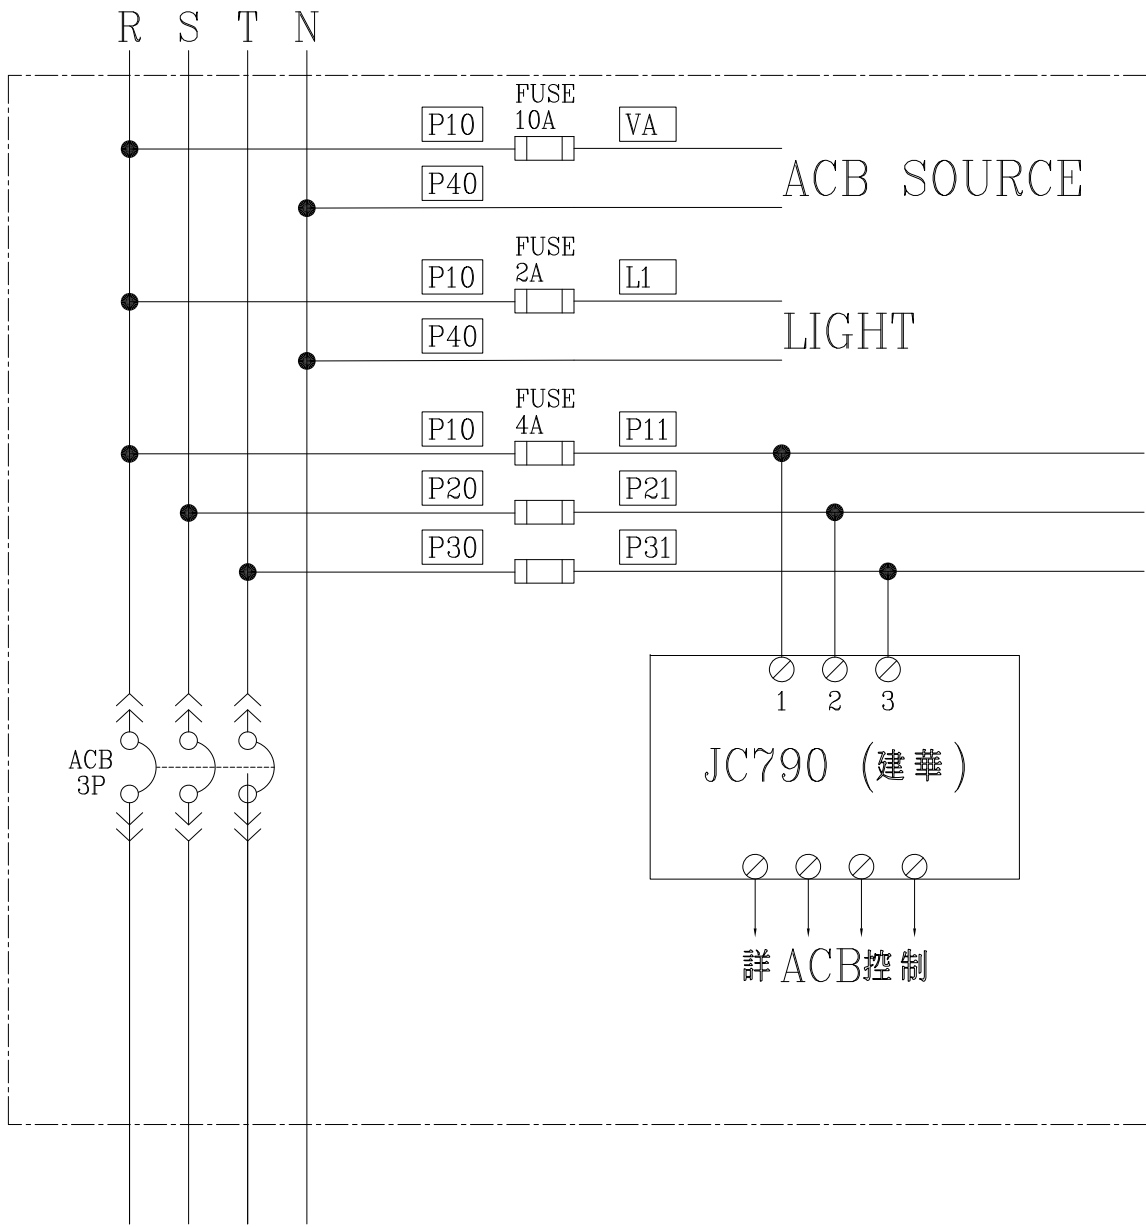 R S T N
FUSE
10A
P10
VA
P40
ACB SOURCE
FUSE
2A
P10
L1
P40
LIGHT
FUSE
4A
P10
P11
P20
P21
P30
P31
1 2 3
JC790 (建華)
ACB
3P
詳ACB控制